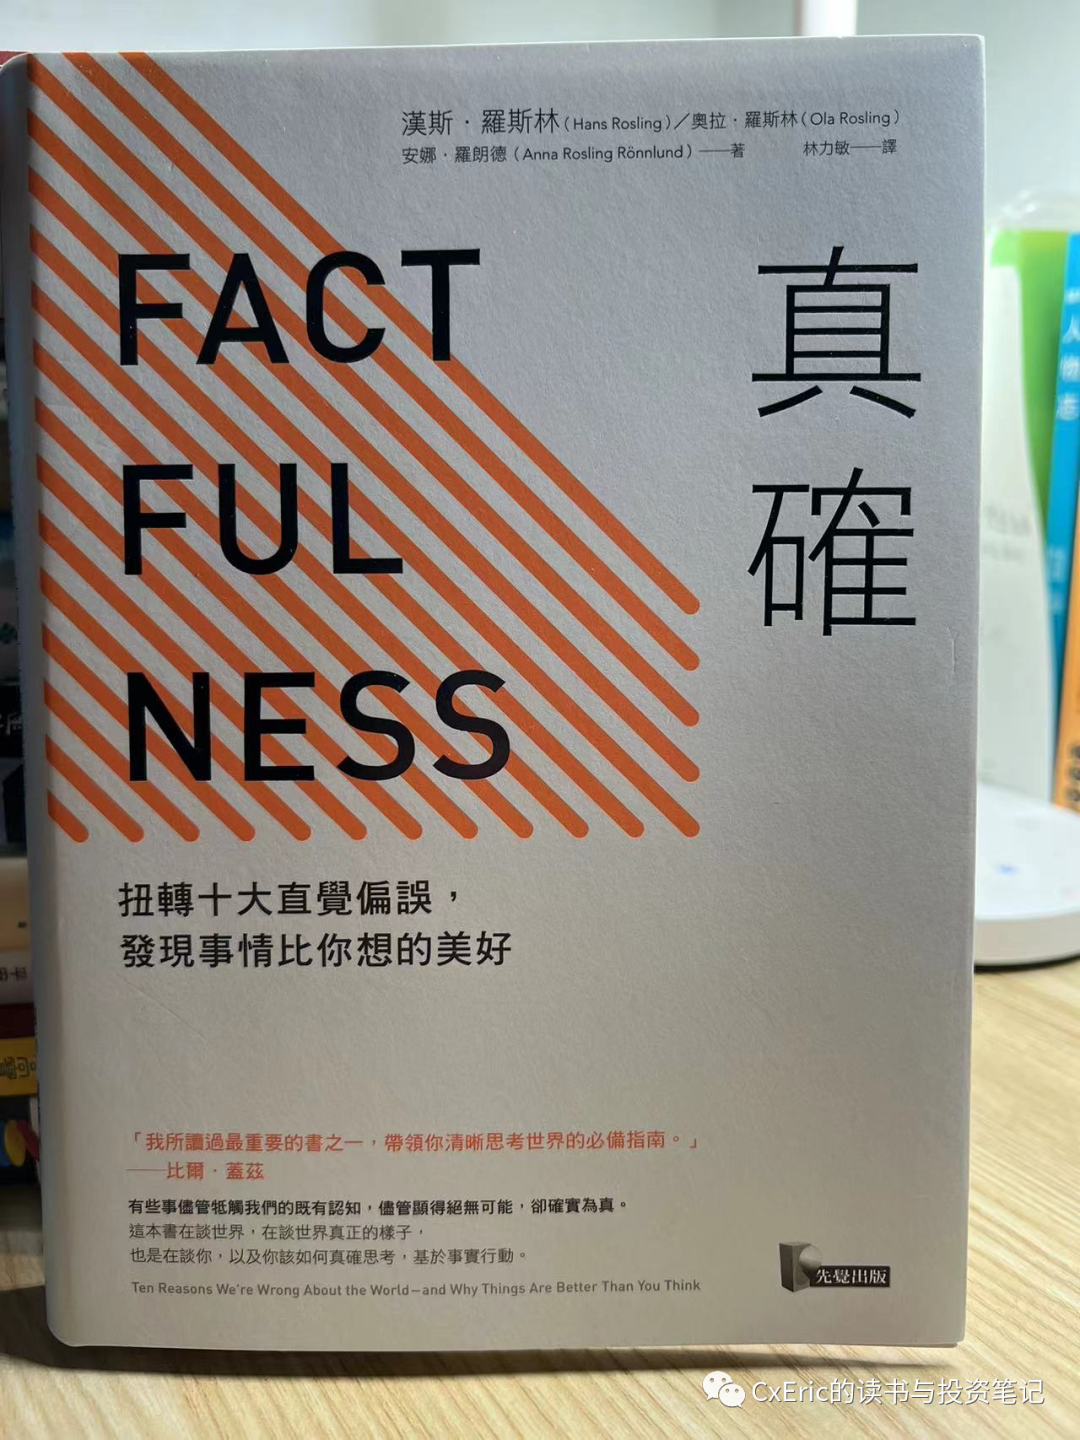 漢斯·羅斯林(Hans Rosling)／奧拉·羅斯林(Ola Rosling)
安娜·羅朗德(Anna Rosling Rönnlund)——著 林力敏——譯
FACT
FUL
NESS
真
確
扭轉十大直覺偏誤，
發現事情比你想的美好
「我所讀過最重要的書之一，帶領你清晰思考世界的必備指南。」
——比爾·蓋茲
有些事儘管牴觸我們的既有認知，儘管顯得絕無可能，卻確實為真。
這本書在談世界，在談世界真正的樣子，
也是在談你，以及你該如何真確思考，基於事實行動。
Ten Reasons We're Wrong About the World—and Why Things Are Better Than You Think
先覺出版
人
物
CxEric的读书与投资笔记